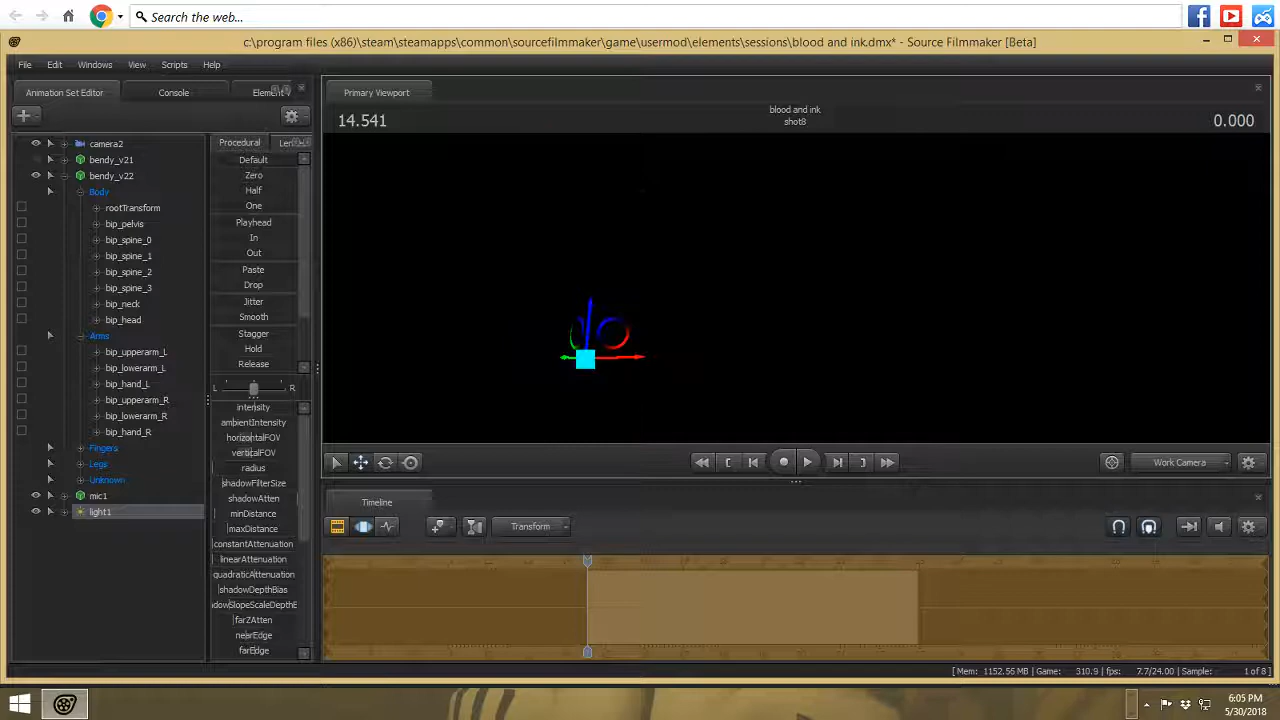 Search the web...
c:\program files (x86)\steam\steamapps\common\sourcefilmmaker\game\usermod\elements\sessions\blood and ink.dmx* - Source Filmmaker [Beta]
File Edit Windows View Scripts Help
Animation Set Editor Console Element Primary Viewport
14.541
blood and ink
shot8
0.000
camera2
bendy_v21
bendy_v22
Body
rootTransform
bip_pelvis
bip_spine_0
bip_spine_1
bip_spine_2
bip_spine_3
bip_neck
bip_head
Arms
bip_upperarm_L
bip_lowerarm_L
bip_hand_L
bip_upperarm_R
bip_lowerarm_R
bip_hand_R
Fingers
Legs
Unknown
mic1
light1
Procedural
Default
Zero
Half
One
Playhead
In
Out
Paste
Drop
Jitter
Smooth
Stagger
Hold
Release
L R
intensity
ambientIntensity
horizontalFOV
verticalFOV
radius
shadowFilterSize
shadowAtten
minDistance
maxDistance
constantAttenuation
linearAttenuation
quadraticAttenuation
shadowDepthBias
dowSlopeScaleDepthE
farZAtten
nearEdge
farEdge
Work Camera
Timeline
Transform
[ Mem: 1152.55 MB | Game: 310.9 | fps: 7.7/24.00 | Sample: 1 of 8 ]
6:05 PM
5/30/2018